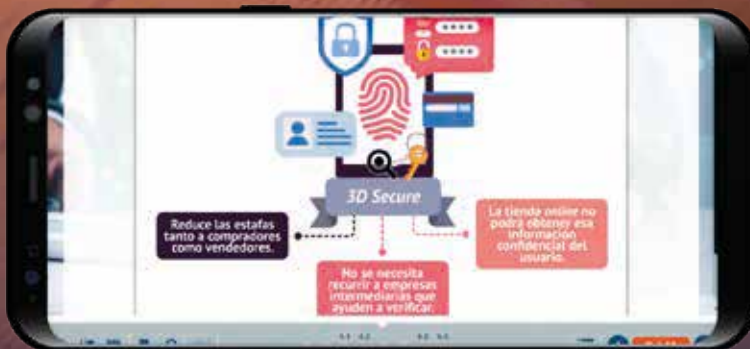 ****
****
3D Secure
Reduce las estafas
tanto a compradores
como vendedores.
La tienda online no
podrá obtener esa
información
confidencial del
usuario.
No se necesita
recurrir a empresas
intermediarias que
ayuden a verificar.